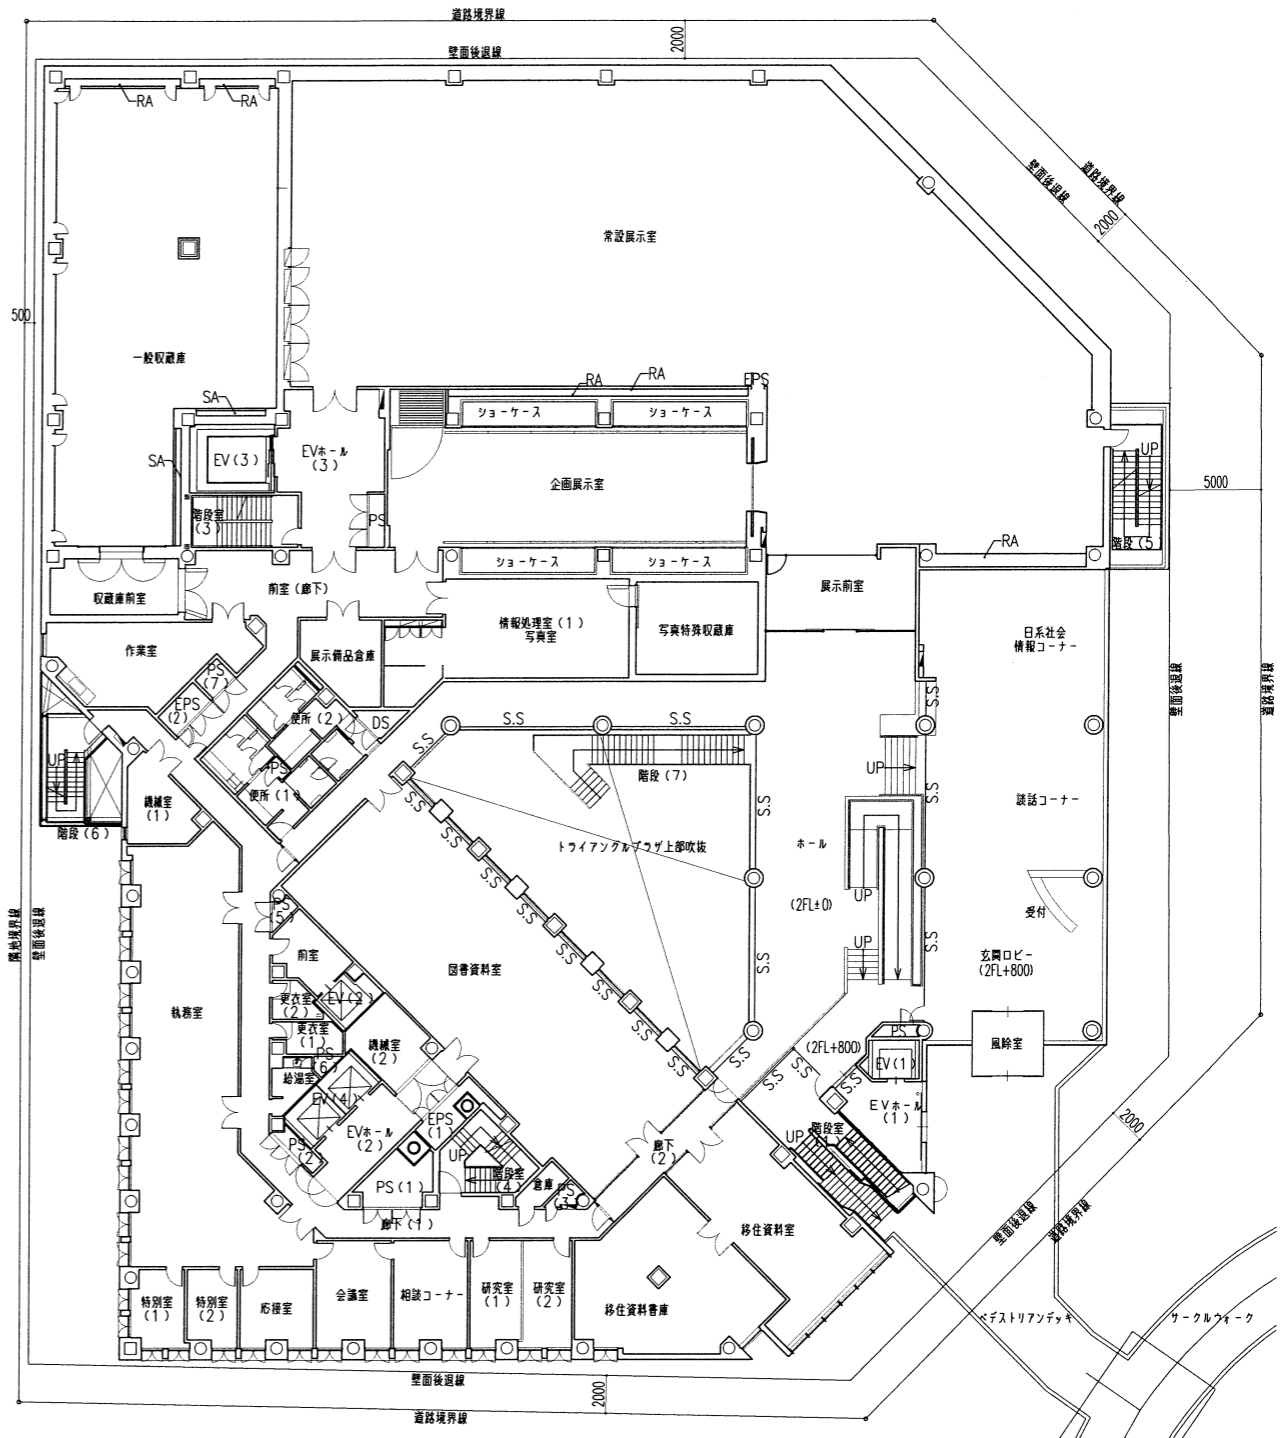 道路境界線
2000
壁面後退線
RA
RA
道路境界線
壁面後退線
2000
常設展示室
500
一般収蔵庫
SA
RA
RA
EPS
ショーケース
ショーケース
EV(3)
EVホール
(3)
SA
企画展示室
UP
5000
階段室
(3)
PS
階段(5
RA
ショーケース
ショーケース
前室(廊下)
収蔵庫前室
展示前室
情報処理室(1)
写真室
写真特殊収蔵庫
日系社会
情報コーナー
作業室
展示備品倉庫
PS
(7)
EPS
(2)
便所(2)
DS
S.S
S.S
S.S
S.S
壁面後退線
道路境界線
UP
PS
階段(7)
UP
機械室
(1)
便所(1)
S.S
S.S
S.S
談話コーナー
階段(6)
S.S
トライアングルプラザ上部吹抜
ホール
S.S
UP
(2FL±0)
受付
PS
(5)
S.S
隣地境界線
壁面後退線
前室
図書資料室
S.S
S.S
UP
S.S
玄関ロビー
(2FL+800)
EV(2)
更衣室
(2)
S.S
執務室
更衣室
(1)
機械室
(2)
S.S
PS
PS
(6)
S.S
(2FL+800)
風除室
給湯室
S.S
S.S
S.S
EV(1)
EV(4)
S.S
S.S
EPS
(1)
EVホール
(1)
2000
EVホール
(2)
階段室
(1)
PS
(2
UP
UP
廊下
(2)
PS(1)
階段室
(4)
倉庫
PS
(3)
廊下(1)
移住資料室
壁面後退線
道路境界線
特別室
(1)
特別室
(2)
応接室
会議室
相談コーナー
研究室
(1)
研究室
(2)
移住資料書庫
ペデストリアンデッキ
サークルウォーク
壁面後退線
2000
道路境界線